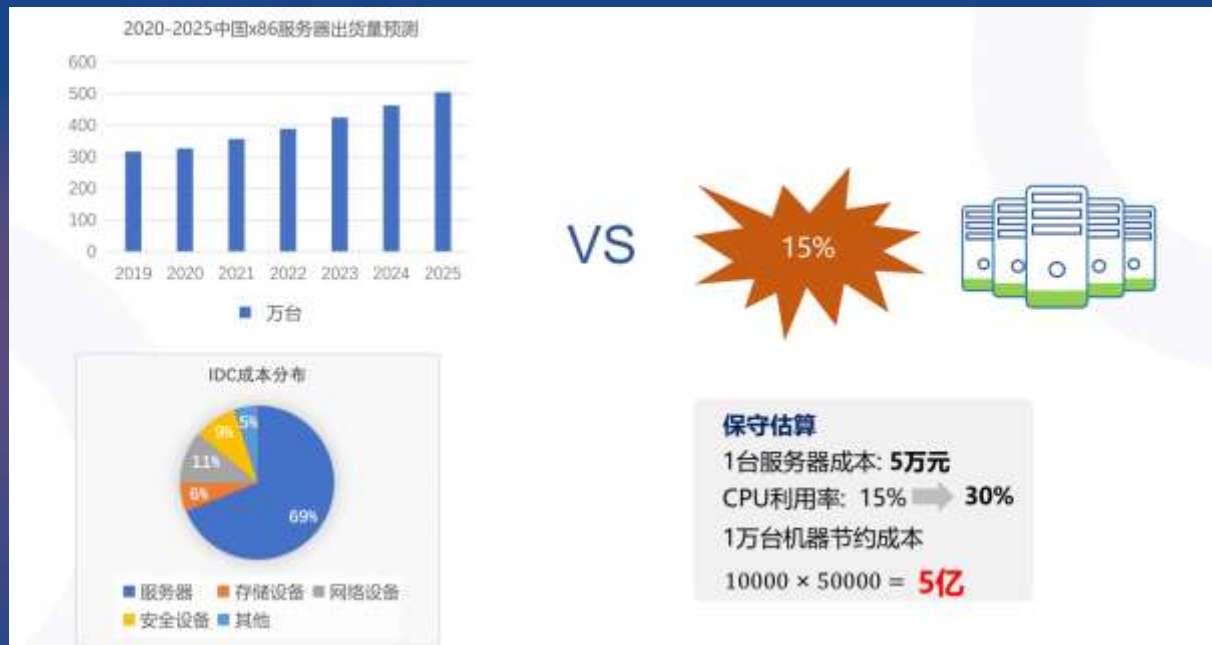 2020-2025中国x86服务器出货量预测
600
500
400
300
200
100
0
2019 2020 2021 2022 2023 2024 2025
万台
IDC成本分布
5%
9%
11%
6%
69%
服务器 存储设备 网络设备
安全设备 其他
VS
15%
保守估算
1台服务器成本: 5万元
CPU利用率: 15% 30%
1万台机器节约成本
10000 × 50000 = 5亿